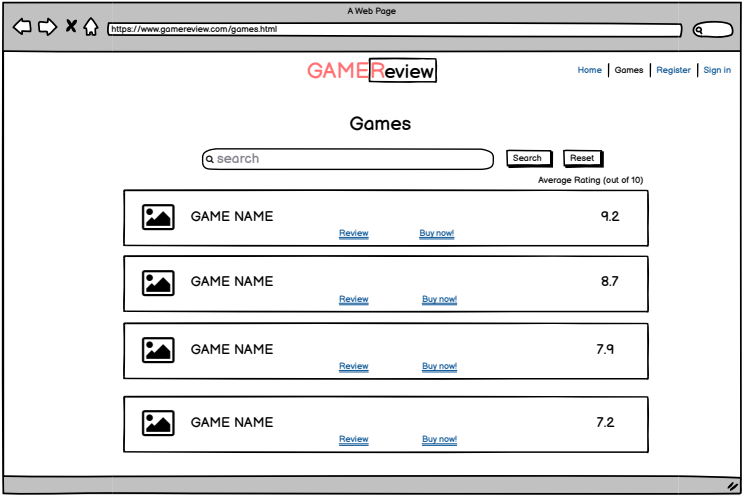 A Web Page
https://www.gamereview.com/games.html
GAMEReview
Home Games Register Sign in
Games
search Search Reset
Average Rating (out of 10)
GAME NAME 9.2
Review Buy now!
GAME NAME 8.7
Review Buy now!
GAME NAME 7.9
Review Buy now!
GAME NAME 7.2
Review Buy now!